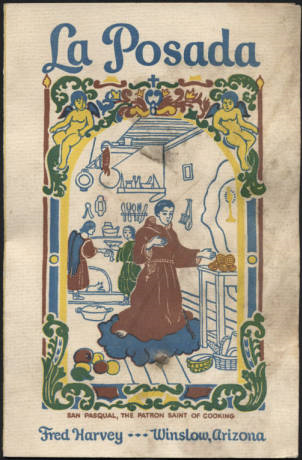 La Posada
SAN PASQUAL, THE PATRON SAINT OF COOKING
Fred Harvey --- Winslow, Arizona